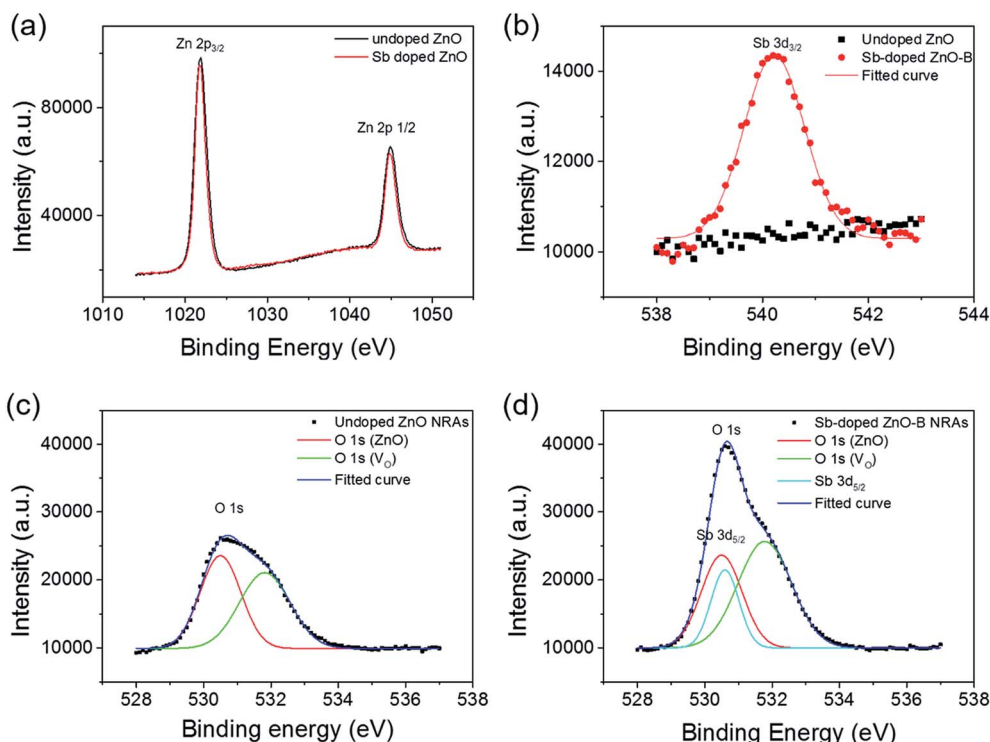 (a)
Zn 2p3/2
undoped ZnO
Sb doped ZnO
Zn 2p 1/2
80000
40000
Intensity (a.u.)
1010 1020 1030 1040 1050
Binding Energy (eV)
(b)
Sb 3d3/2
Undoped ZnO
Sb-doped ZnO-B
Fitted curve
14000
12000
10000
Intensity (a.u.)
538 540 542 544
Binding energy (eV)
(c)
Undoped ZnO NRAs
O 1s (ZnO)
O 1s (VO)
Fitted curve
O 1s
40000
30000
20000
10000
Intensity (a.u.)
528 530 532 534 536 538
Binding energy (eV)
(d)
O 1s
Sb-doped ZnO-B NRAs
O 1s (ZnO)
O 1s (VO)
Sb 3d5/2
Fitted curve
Sb 3d5/2
40000
30000
20000
10000
Intensity (a.u.)
528 530 532 534 536 538
Binding Energy (eV)